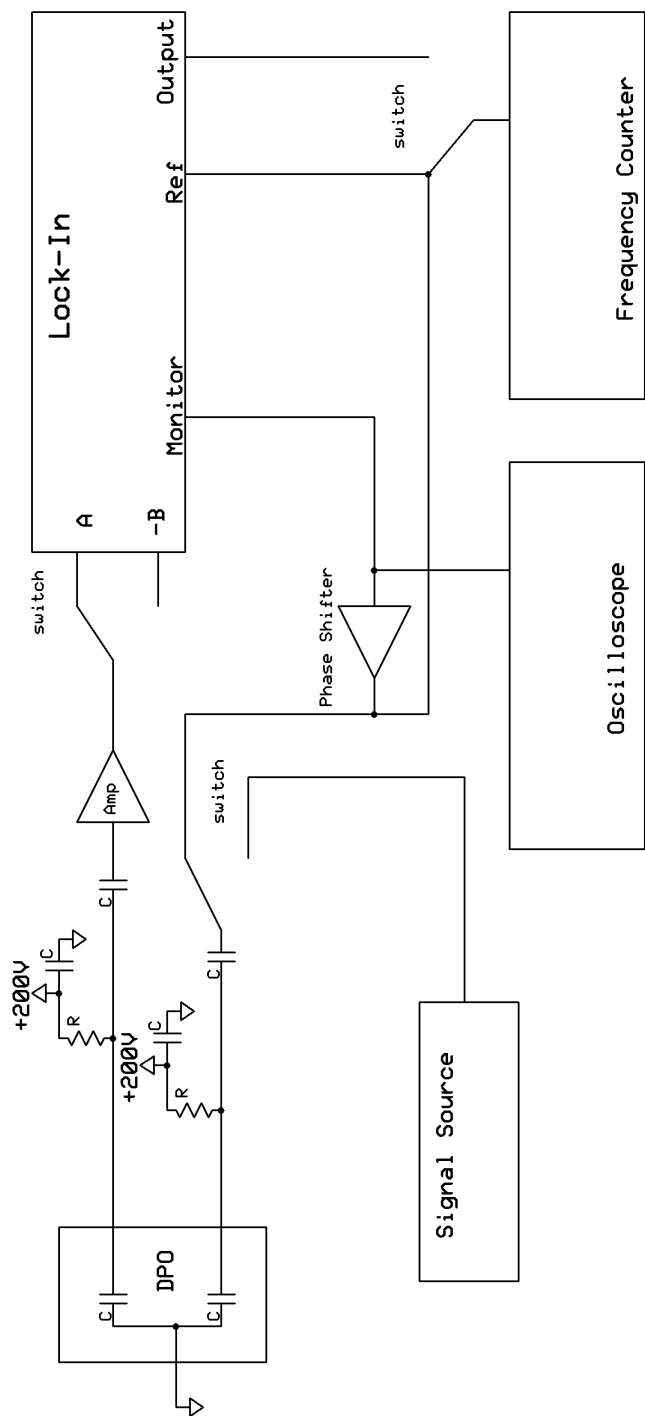 Lock-In
Output
Ref
Monitor
A
-B
switch
Frequency Counter
switch
Oscilloscope
Phase Shifter
switch
Amp
C
C
+200V
R
C
C
+200V
R
Signal Source
DPO
C
C